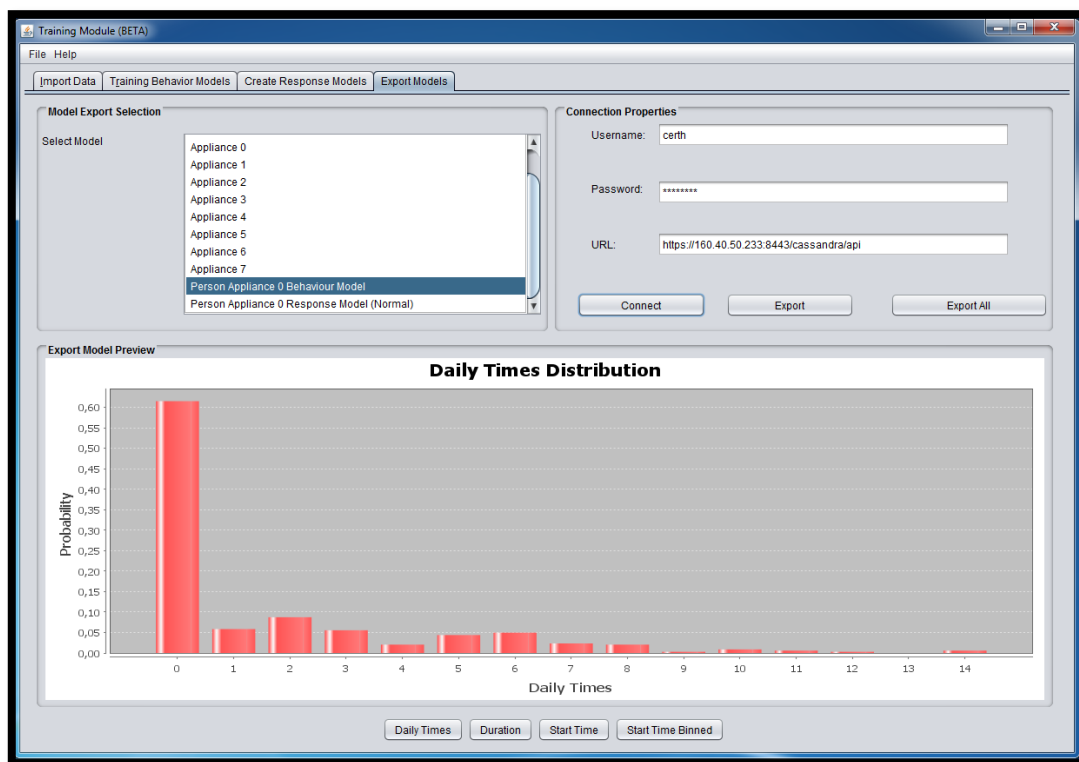 Training Module (BETA)
File Help
Import Data Training Behavior Models Create Response Models Export Models
Model Export Selection
Select Model
Appliance 0
Appliance 1
Appliance 2
Appliance 3
Appliance 4
Appliance 5
Appliance 6
Appliance 7
Person Appliance 0 Behaviour Model
Person Appliance 0 Response Model (Normal)
Connection Properties
Username: certh
Password: ********
URL: https://160.40.50.233:8443/cassandra/api
Connect Export Export All
Export Model Preview
Daily Times Distribution
Probability
0,60
0,55
0,50
0,45
0,40
0,35
0,30
0,25
0,20
0,15
0,10
0,05
0,00
0 1 2 3 4 5 6 7 8 9 10 11 12 13 14
Daily Times
Daily Times Duration Start Time Start Time Binned